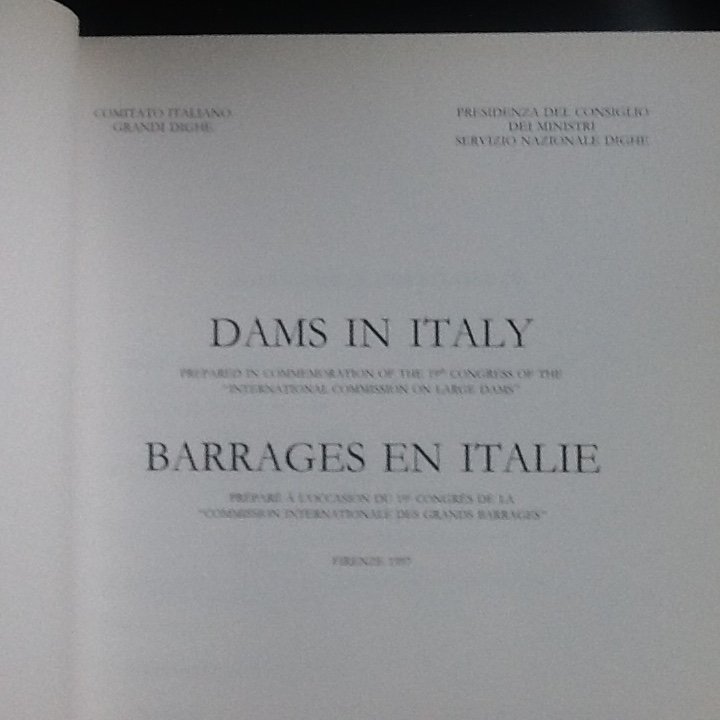 COMITATO ITALIANO
GRANDI DIGHE
PRESIDENZA DEL CONSIGLIO
DEI MINISTRI
SERVIZIO NAZIONALE DIGHE
DAMS IN ITALY
PREPARED IN COMMEMORATION OF THE 19th CONGRESS OF THE
"INTERNATIONAL COMMISSION ON LARGE DAMS"
BARRAGES EN ITALIE
PRÉPARÉ À L'OCCASION DU 19e CONGRÈS DE LA
"COMMISSION INTERNATIONALE DES GRANDS BARRAGES"
FIRENZE 1997